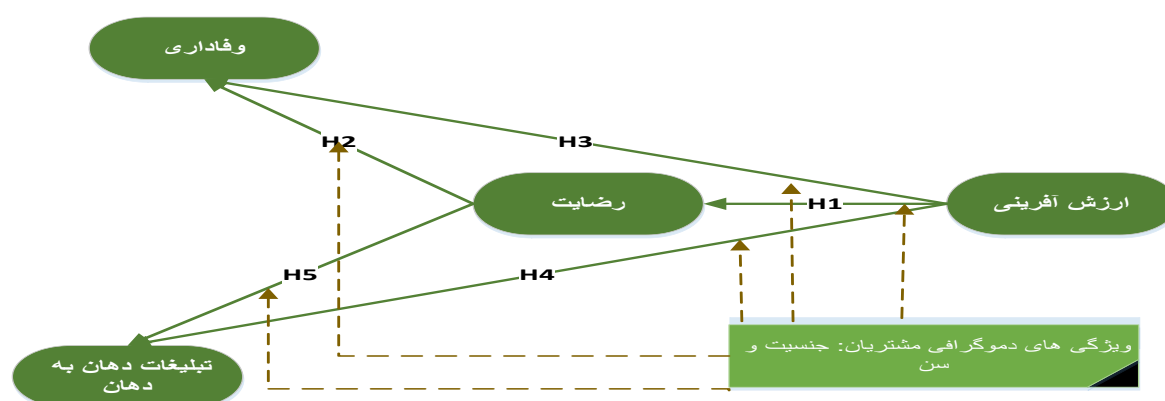 وفاداری
H2
H3
رضایت
H1
ارزش آفرینی
H5
H4
تبلیغات دهان به
دهان
ویژگی های دموگرافی مشتریان: جنسیت و
سن